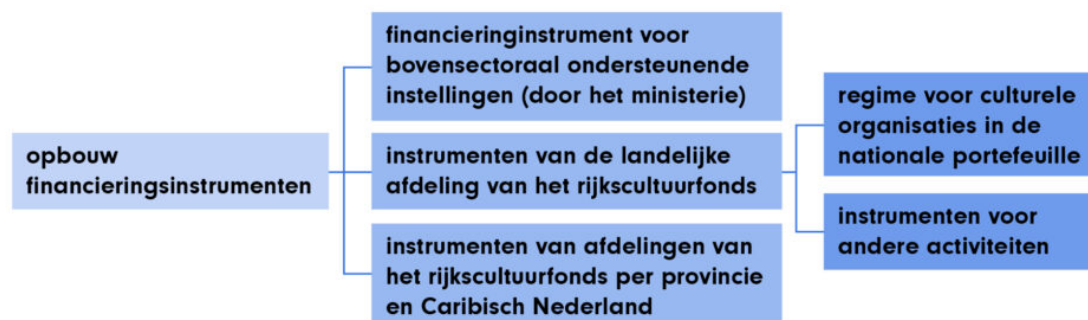 opbouw
financieringsinstrumenten
financieringinstrument voor
bovensectoraal ondersteunende
instellingen (door het ministerie)
instrumenten van de landelijke
afdeling van het rijkscultuurfonds
instrumenten van afdelingen van
het rijkscultuurfonds per provincie
en Caribisch Nederland
regime voor culturele
organisaties in de
nationale portefeuille
instrumenten voor
andere activiteiten